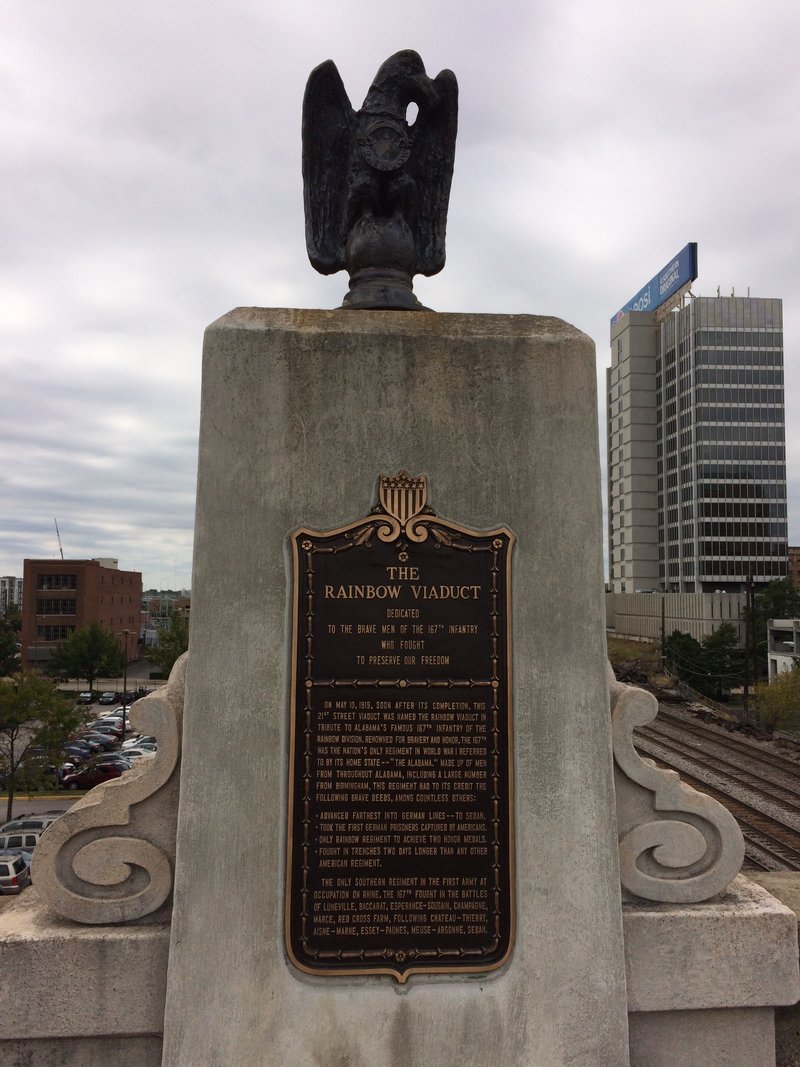 PEPSI
A SOUTHERN
ORIGINAL
THE
RAINBOW VIADUCT
DEDICATED
TO THE BRAVE MEN OF THE 167TH INFANTRY
WHO FOUGHT
TO PRESERVE OUR FREEDOM
ON MAY 10, 1919, SOON AFTER ITS COMPLETION, THIS
21ST STREET VIADUCT WAS NAMED THE RAINBOW VIADUCT IN
TRIBUTE TO ALABAMA'S FAMOUS 167TH INFANTRY OF THE
RAINBOW DIVISION. RENOWNED FOR BRAVERY AND HONOR, THE 167TH
WAS THE NATION'S ONLY REGIMENT IN WORLD WAR I REFERRED
TO BY ITS HOME STATE--"THE ALABAMA." MADE UP OF MEN
FROM THROUGHOUT ALABAMA, INCLUDING A LARGE NUMBER
FROM BIRMINGHAM, THIS REGIMENT HAD TO ITS CREDIT THE
FOLLOWING BRAVE DEEDS, AMONG COUNTLESS OTHERS:
· ADVANCED FARTHEST INTO GERMAN LINES--TO SEDAN.
· TOOK THE FIRST GERMAN PRISONERS CAPTURED BY AMERICANS.
· ONLY RAINBOW REGIMENT TO ACHIEVE TWO HONOR MEDALS.
· FOUGHT IN TRENCHES TWO DAYS LONGER THAN ANY OTHER
AMERICAN REGIMENT.
THE ONLY SOUTHERN REGIMENT IN THE FIRST ARMY AT
OCCUPATION ON RHINE, THE 167TH FOUGHT IN THE BATTLES
OF LUNEVILLE, BACCARAT, ESPERANCE-SOUSAIN, CHAMPAGNE,
MARCE, RED CROSS FARM, FOLLOWING CHATEAU-THIERRY,
AISNE-MARNE, ESSEY-PAUNES, MEUSE-ARGONNE, SEDAN.